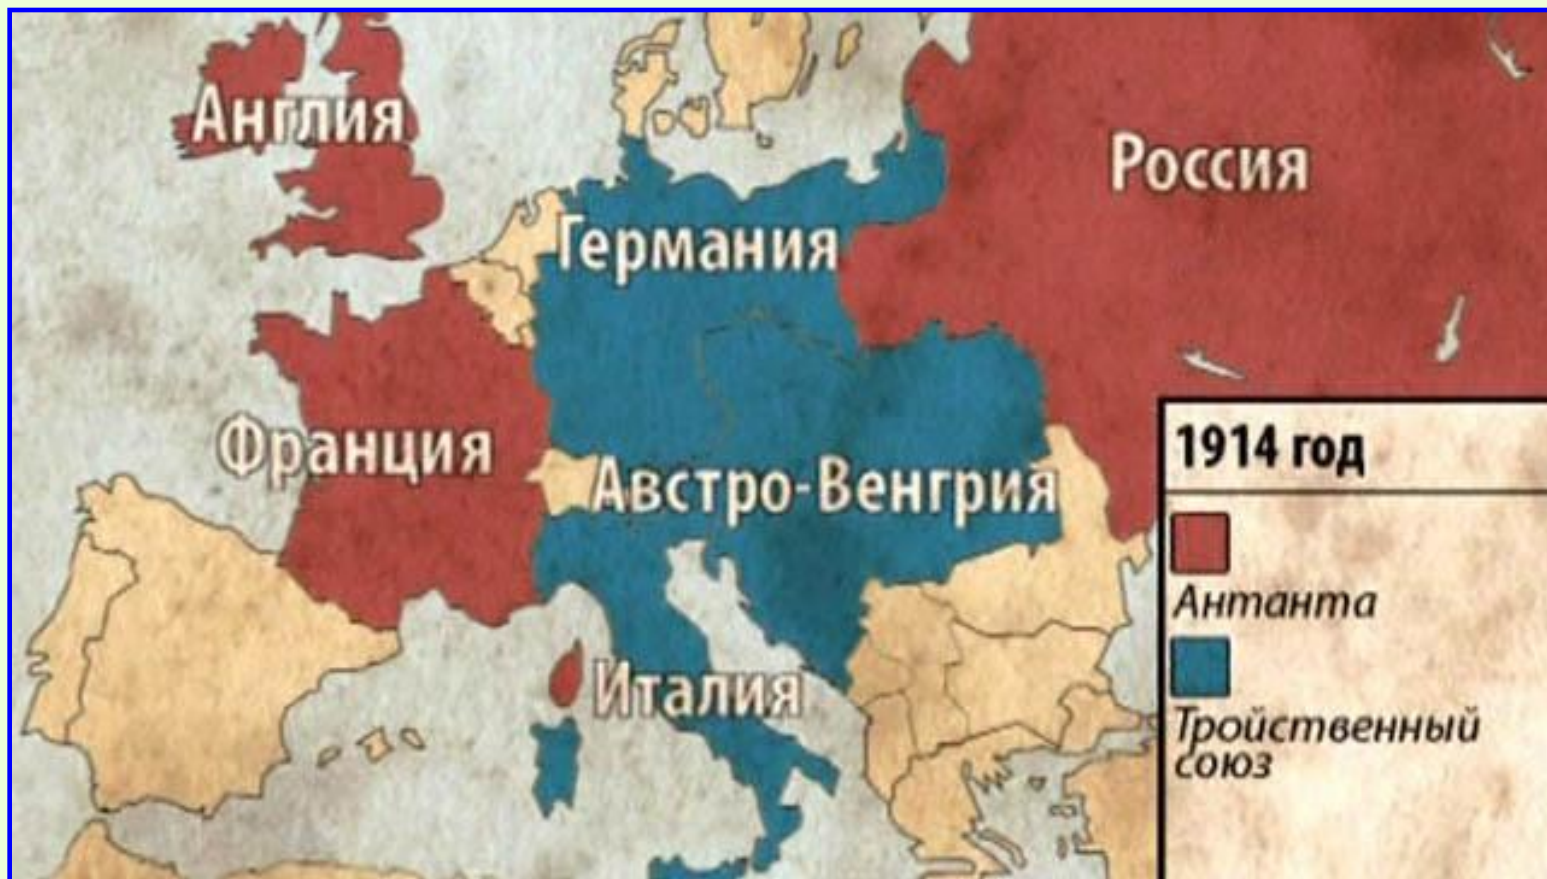 Англия
Россия
Германия
Франция
Австро-Венгрия
Италия
1914 год
Антанта
Тройственный
союз